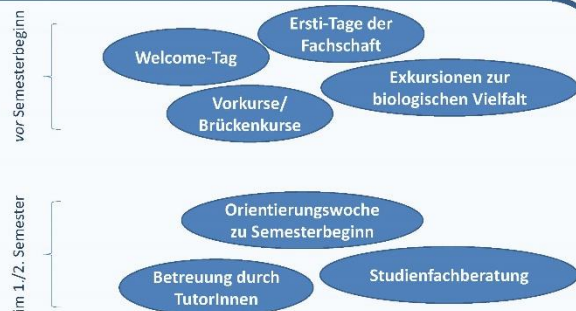 vor Semesterbeginn
Ersti-Tage der
Fachschaft
Welcome-Tag
Exkursionen zur
biologischen Vielfalt
Vorkurse/
Brückenkurse
im 1./2. Semester
Orientierungswoche
zu Semesterbeginn
Betreuung durch
TutorInnen
Studienfachberatung